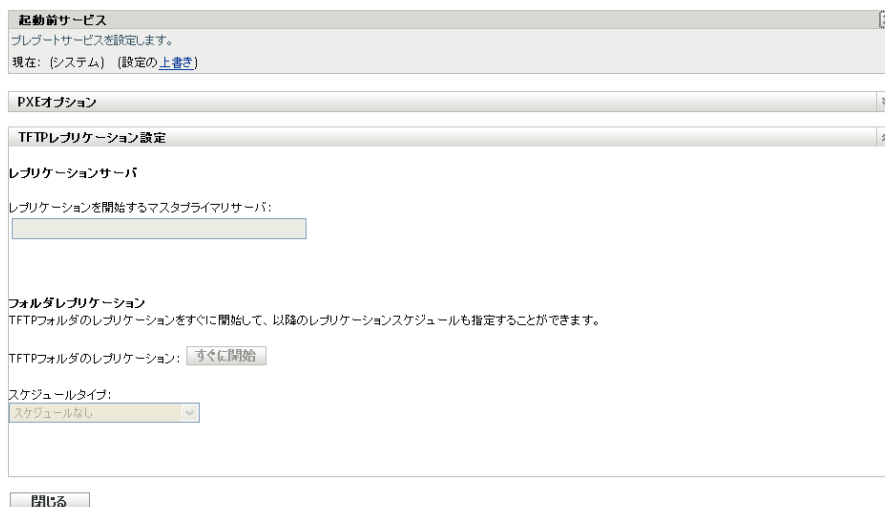 起動前サービス
プレブートサービスを設定します。
現在: (システム) (設定の上書き)
PXEオプション
TFTPレプリケーション設定
レプリケーションサーバ
レプリケーションを開始するマスタプライマリサーバ:
フォルダレプリケーション
TFTPフォルダのレプリケーションをすぐに開始して、以降のレプリケーションスケジュールも指定することができます。
TFTPフォルダのレプリケーション: すぐに開始
スケジュールタイプ:
スケジュールなし
閉じる